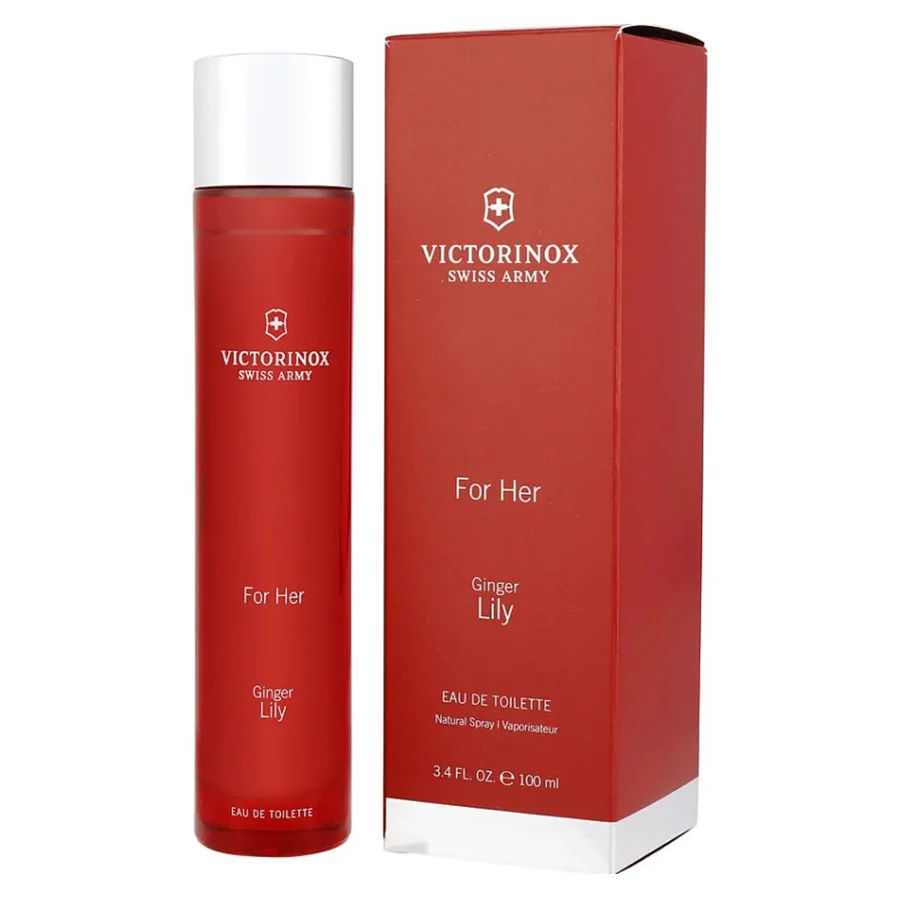 VICTORINOX
SWISS ARMY
For Her
Ginger
Lily
EAU DE TOILETTE
VICTORINOX
SWISS ARMY
For Her
Ginger
Lily
EAU DE TOILETTE
Natural Spray | Vaporisateur
3.4 FL. OZ. ℮ 100 ml